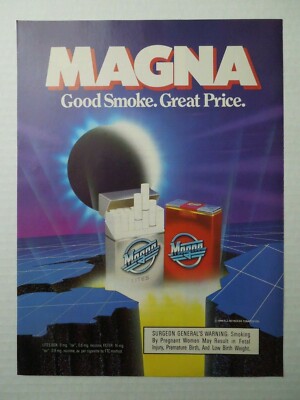 MAGNA
Good Smoke. Great Price.
Magna
Magna
SURGEON GENERAL'S WARNING: Smoking
By Pregnant Women May Result in Fetal
Injury, Premature Birth, And Low Birth Weight.